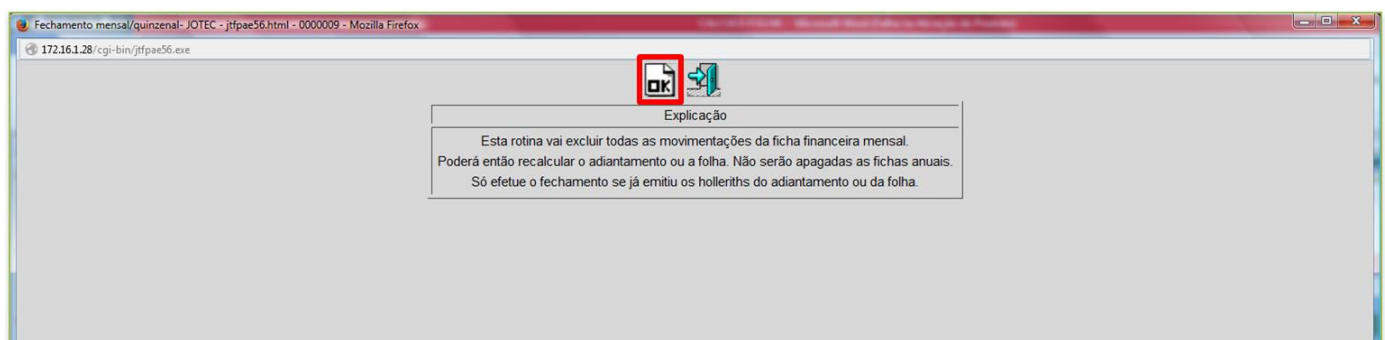 Fechamento mensal/quinzenal- JOTEC - jtfpae56.html - 0000009 - Mozilla Firefox
172.16.1.28/cgi-bin/jtfpae56.exe
OK
Explicação
Esta rotina vai excluir todas as movimentações da ficha financeira mensal.
Poderá então recalcular o adiantamento ou a folha. Não serão apagadas as fichas anuais.
Só efetue o fechamento se já emitiu os holleriths do adiantamento ou da folha.